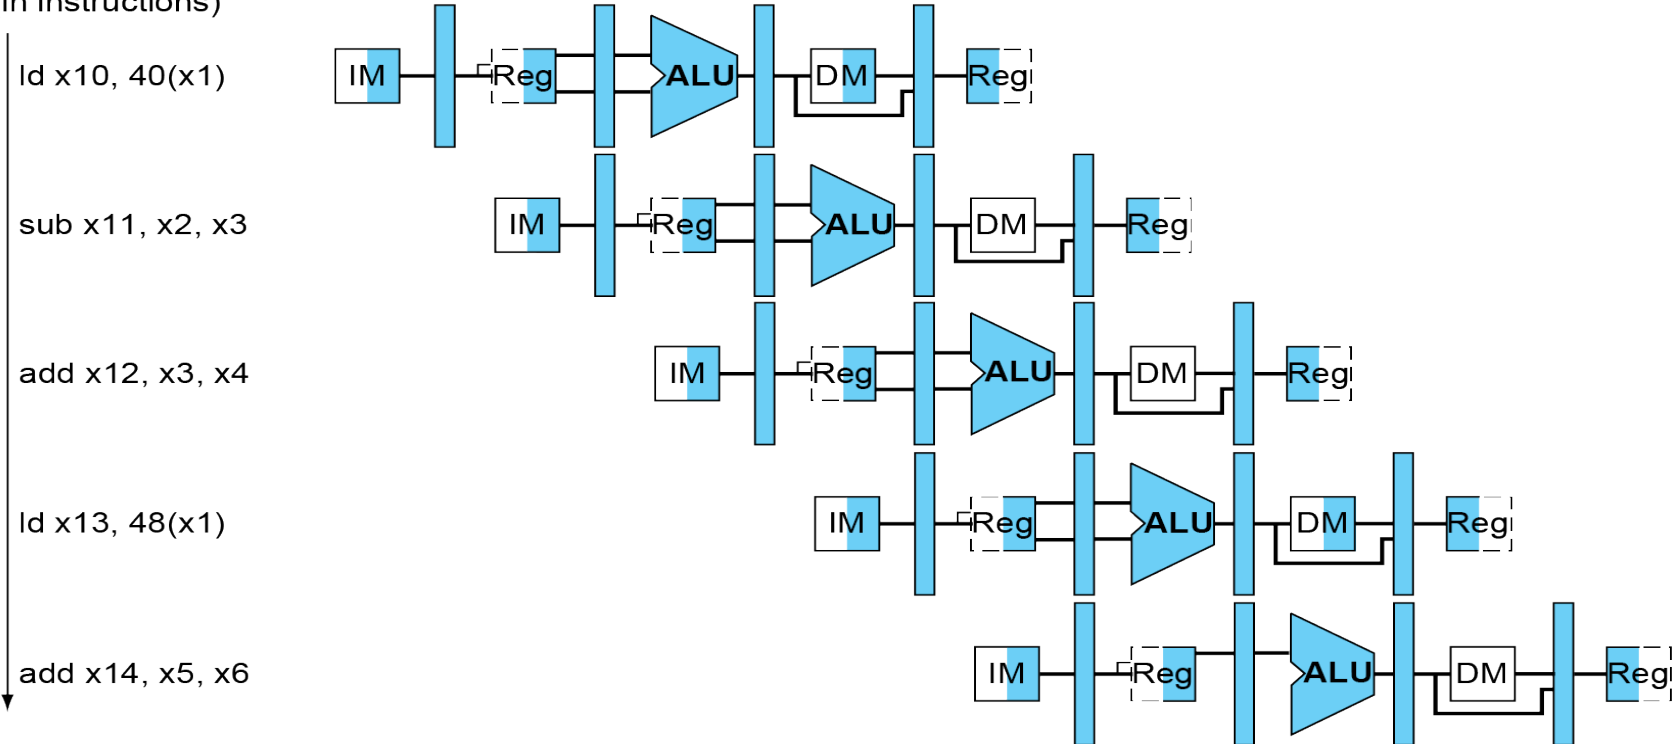 in instructions)
ld x10, 40(x1) IM Reg ALU DM Reg
sub x11, x2, x3 IM Reg ALU DM Reg
add x12, x3, x4 IM Reg ALU DM Reg
ld x13, 48(x1) IM Reg ALU DM Reg
add x14, x5, x6 IM Reg ALU DM Reg